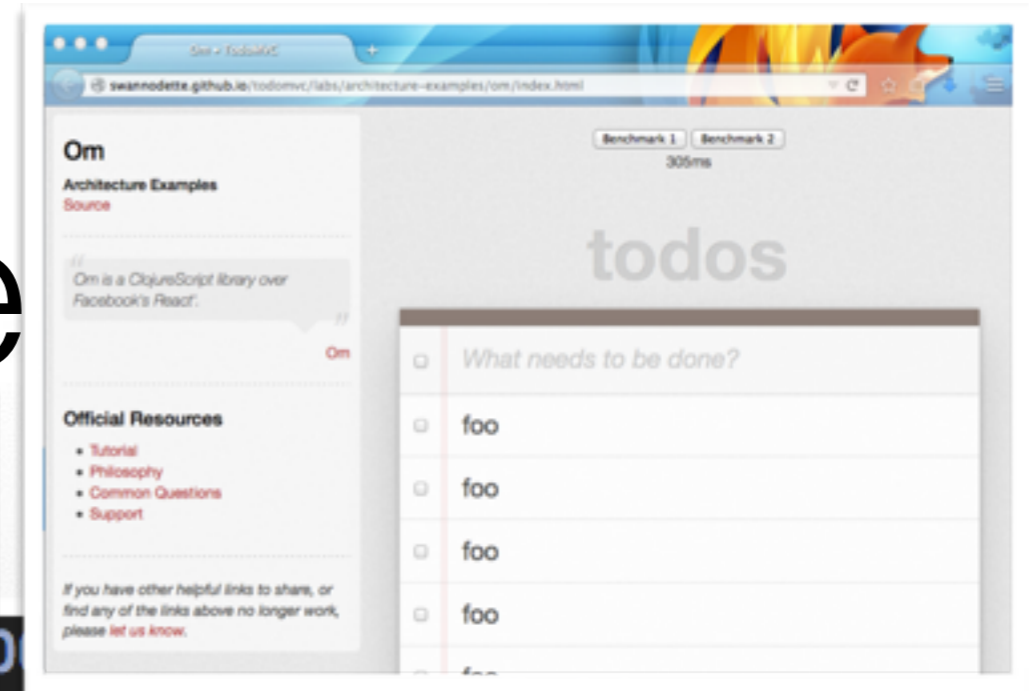 Om • TodoMVC
swannodette.github.io/todomvc/labs/architecture-examples/om/index.html
Om
Architecture Examples
Source
Om is a ClojureScript library over
Facebook's React'.
Om
Official Resources
• Tutorial
• Philosophy
• Common Questions
• Support
If you have other helpful links to share, or
find any of the links above no longer work,
please let us know.
Benchmark 1 Benchmark 2
305ms
todos
What needs to be done?
foo
foo
foo
foo
e